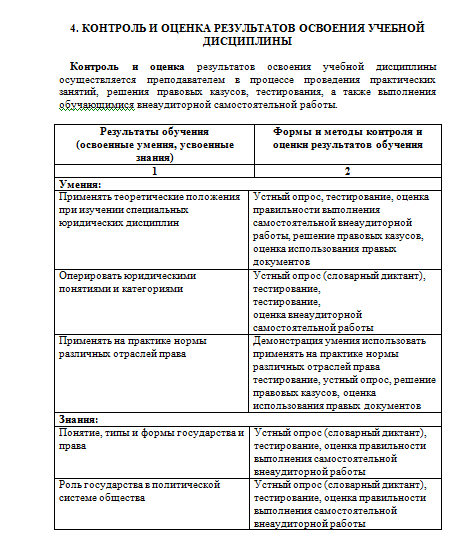 4. КОНТРОЛЬ И ОЦЕНКА РЕЗУЛЬТАТОВ ОСВОЕНИЯ УЧЕБНОЙ
ДИСЦИПЛИНЫ
Контроль и оценка результатов освоения учебной дисциплины
осуществляется преподавателем в процессе проведения практических
занятий, решения правовых казусов, тестирования, а также выполнения
обучающимися внеаудиторной самостоятельной работы.
Результаты обучения
(освоенные умения, усвоенные
знания)
Формы и методы контроля и
оценки результатов обучения
1
2
Умения:
Применять теоретические положения
при изучении специальных
юридических дисциплин
Устный опрос, тестирование, оценка
правильности выполнения
самостоятельной внеаудиторной
работы, решение правовых казусов,
оценка использования правых
документов
Оперировать юридическими
понятиями и категориями
Устный опрос (словарный диктант),
тестирование,
тестирование,
оценка внеаудиторной
самостоятельной работы
Применять на практике нормы
различных отраслей права
Демонстрация умения использовать
применять на практике нормы
различных отраслей права
тестирование, устный опрос, решение
правовых казусов, оценка
использования правых документов
Знания:
Понятие, типы и формы государства и
права
Устный опрос (словарный диктант),
тестирование, оценка правильности
выполнения самостоятельной
внеаудиторной работы
Роль государства в политической
системе общества
Устный опрос (словарный диктант),
тестирование, оценка правильности
выполнения самостоятельной
внеаудиторной работы